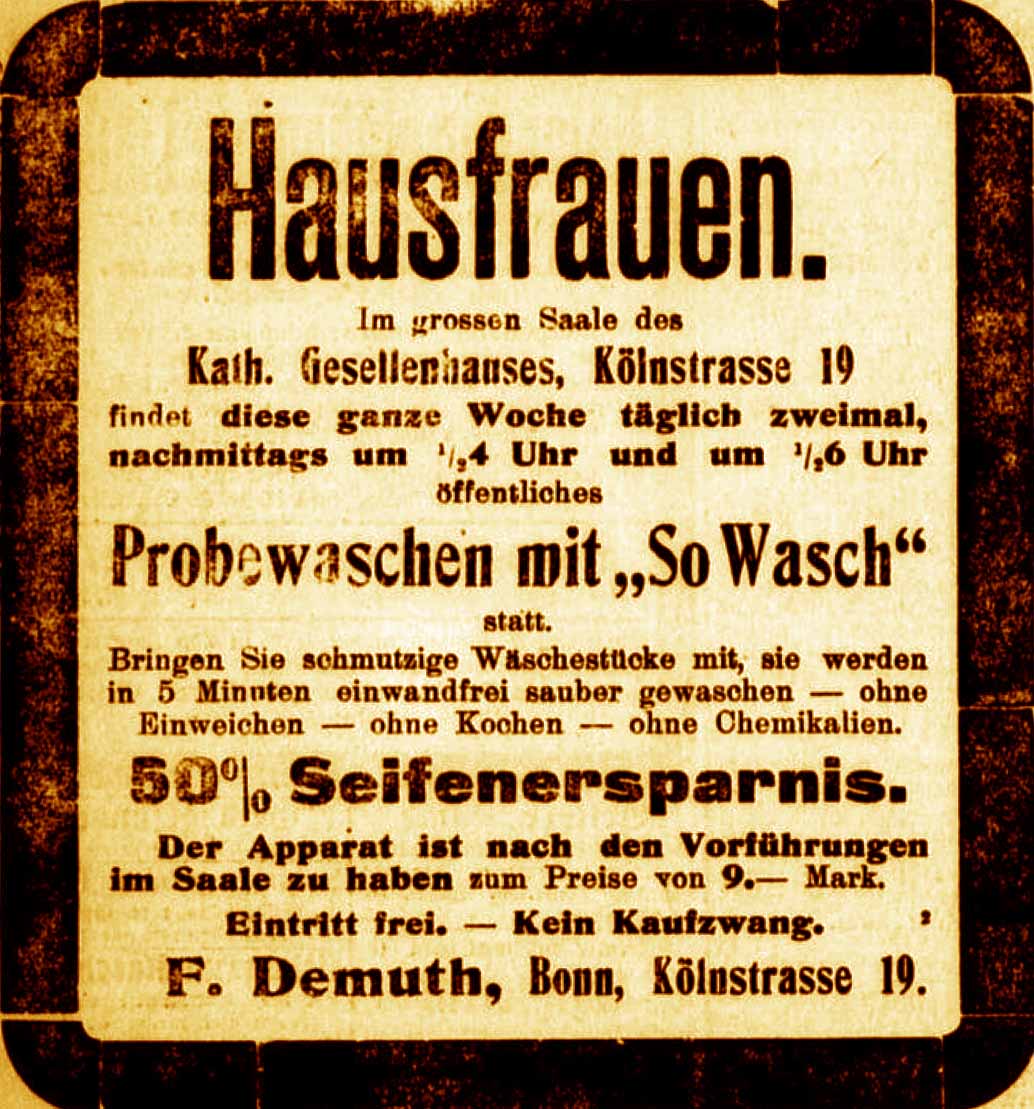 Hausfrauen.
Im grossen Saale des
Kath. Gesellenhauses, Kölnstrasse 19
findet diese ganze Woche täglich zweimal,
nachmittags um ½4 Uhr und um ½6 Uhr
öffentliches
Probewaschen mit „So Wasch“
statt.
Bringen Sie schmutzige Wäschestücke mit, sie werden
in 5 Minuten einwandfrei sauber gewaschen — ohne
Einweichen — ohne Kochen — ohne Chemikalien.
50% Seifenersparnis.
Der Apparat ist nach den Vorführungen
im Saale zu haben zum Preise von 9.— Mark.
Eintritt frei. — Kein Kaufzwang. ²
F. Demuth, Bonn, Kölnstrasse 19.